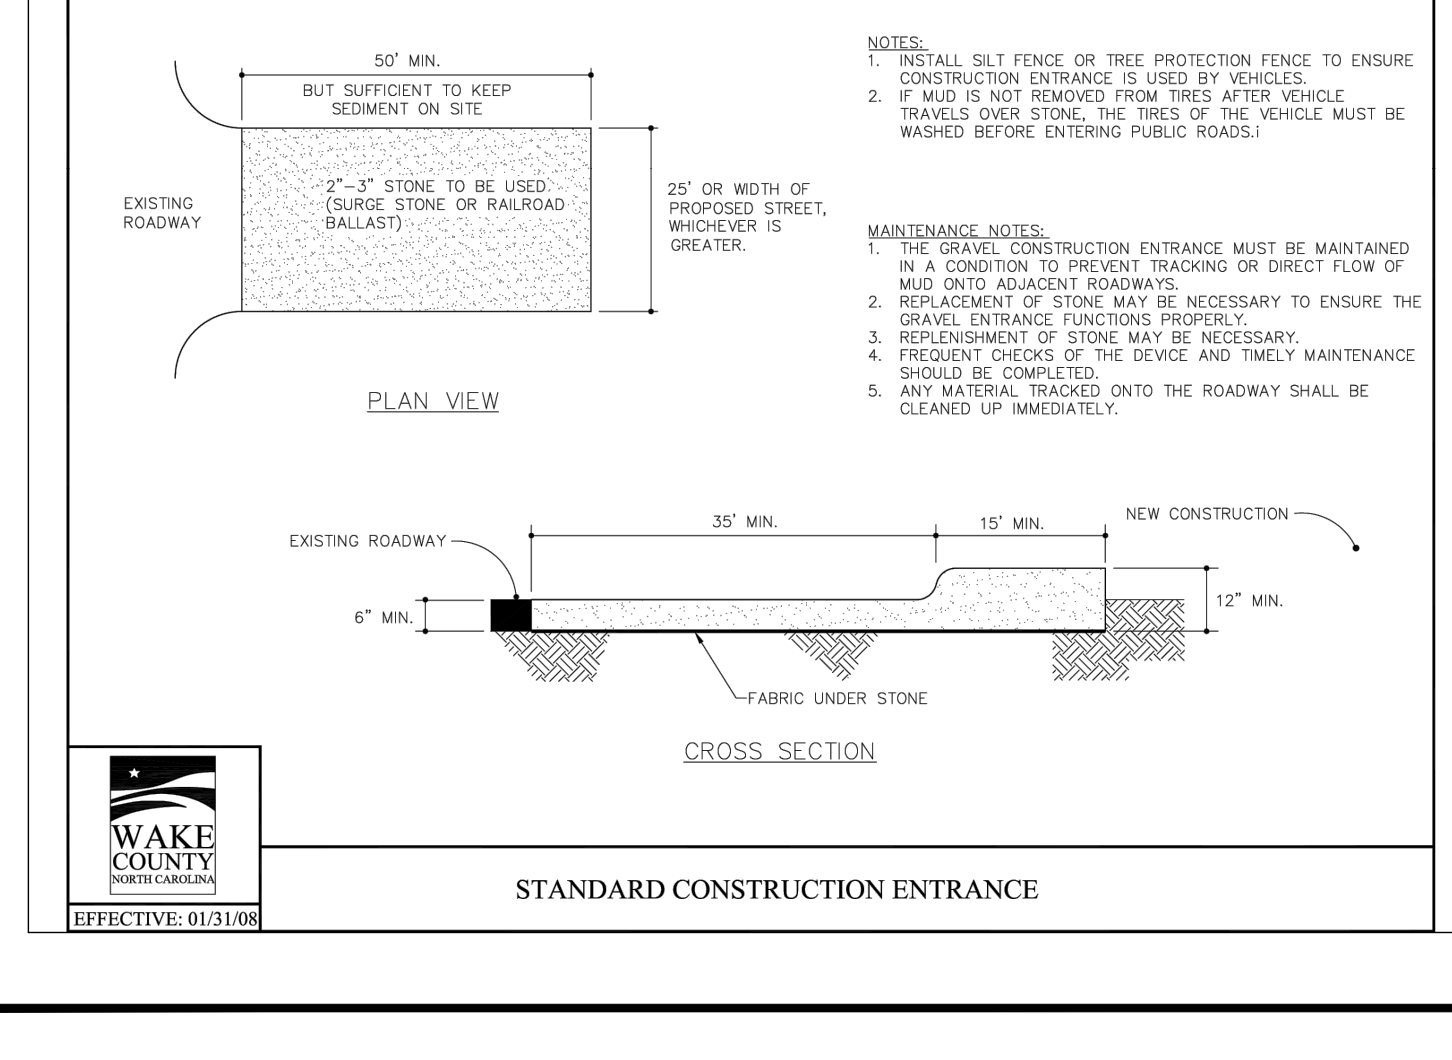 50' MIN.
BUT SUFFICIENT TO KEEP
SEDIMENT ON SITE
EXISTING
ROADWAY
2"-3" STONE TO BE USED.
(SURGE STONE OR RAILROAD
BALLAST)
25' OR WIDTH OF
PROPOSED STREET,
WHICHEVER IS
GREATER.
PLAN VIEW
NOTES:
1. INSTALL SILT FENCE OR TREE PROTECTION FENCE TO ENSURE
CONSTRUCTION ENTRANCE IS USED BY VEHICLES.
2. IF MUD IS NOT REMOVED FROM TIRES AFTER VEHICLE
TRAVELS OVER STONE, THE TIRES OF THE VEHICLE MUST BE
WASHED BEFORE ENTERING PUBLIC ROADS.i
MAINTENANCE NOTES:
1. THE GRAVEL CONSTRUCTION ENTRANCE MUST BE MAINTAINED
IN A CONDITION TO PREVENT TRACKING OR DIRECT FLOW OF
MUD ONTO ADJACENT ROADWAYS.
2. REPLACEMENT OF STONE MAY BE NECESSARY TO ENSURE THE
GRAVEL ENTRANCE FUNCTIONS PROPERLY.
3. REPLENISHMENT OF STONE MAY BE NECESSARY.
4. FREQUENT CHECKS OF THE DEVICE AND TIMELY MAINTENANCE
SHOULD BE COMPLETED.
5. ANY MATERIAL TRACKED ONTO THE ROADWAY SHALL BE
CLEANED UP IMMEDIATELY.
35' MIN.
15' MIN.
NEW CONSTRUCTION
EXISTING ROADWAY
6" MIN.
12" MIN.
FABRIC UNDER STONE
CROSS SECTION
WAKE
COUNTY
NORTH CAROLINA
EFFECTIVE: 01/31/08
STANDARD CONSTRUCTION ENTRANCE